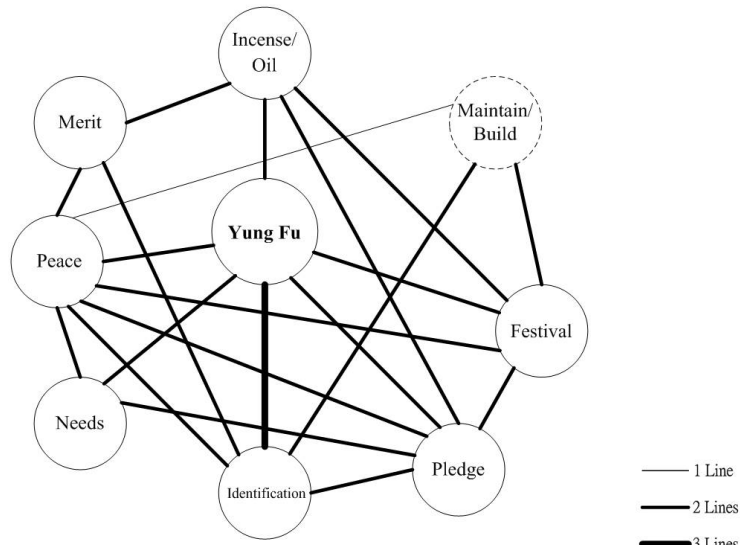 Incense/
Oil
Maintain/
Build
Merit
Yung Fu
Peace
Festival
Needs
Pledge
Identification
1 Line
2 Lines
3 Lines